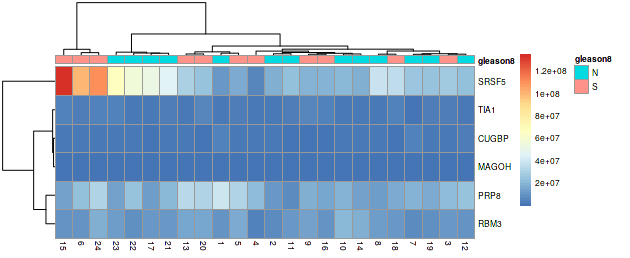 gleason8
SRSF5
TIA1
CUGBP
MAGOH
PRP8
RBM3
15 6 24 23 22 17 21 13 20 1 5 4 2 11 9 16 10 14 8 18 7 19 3 12
1.2e+08
1e+08
8e+07
6e+07
4e+07
2e+07
gleason8
N
S